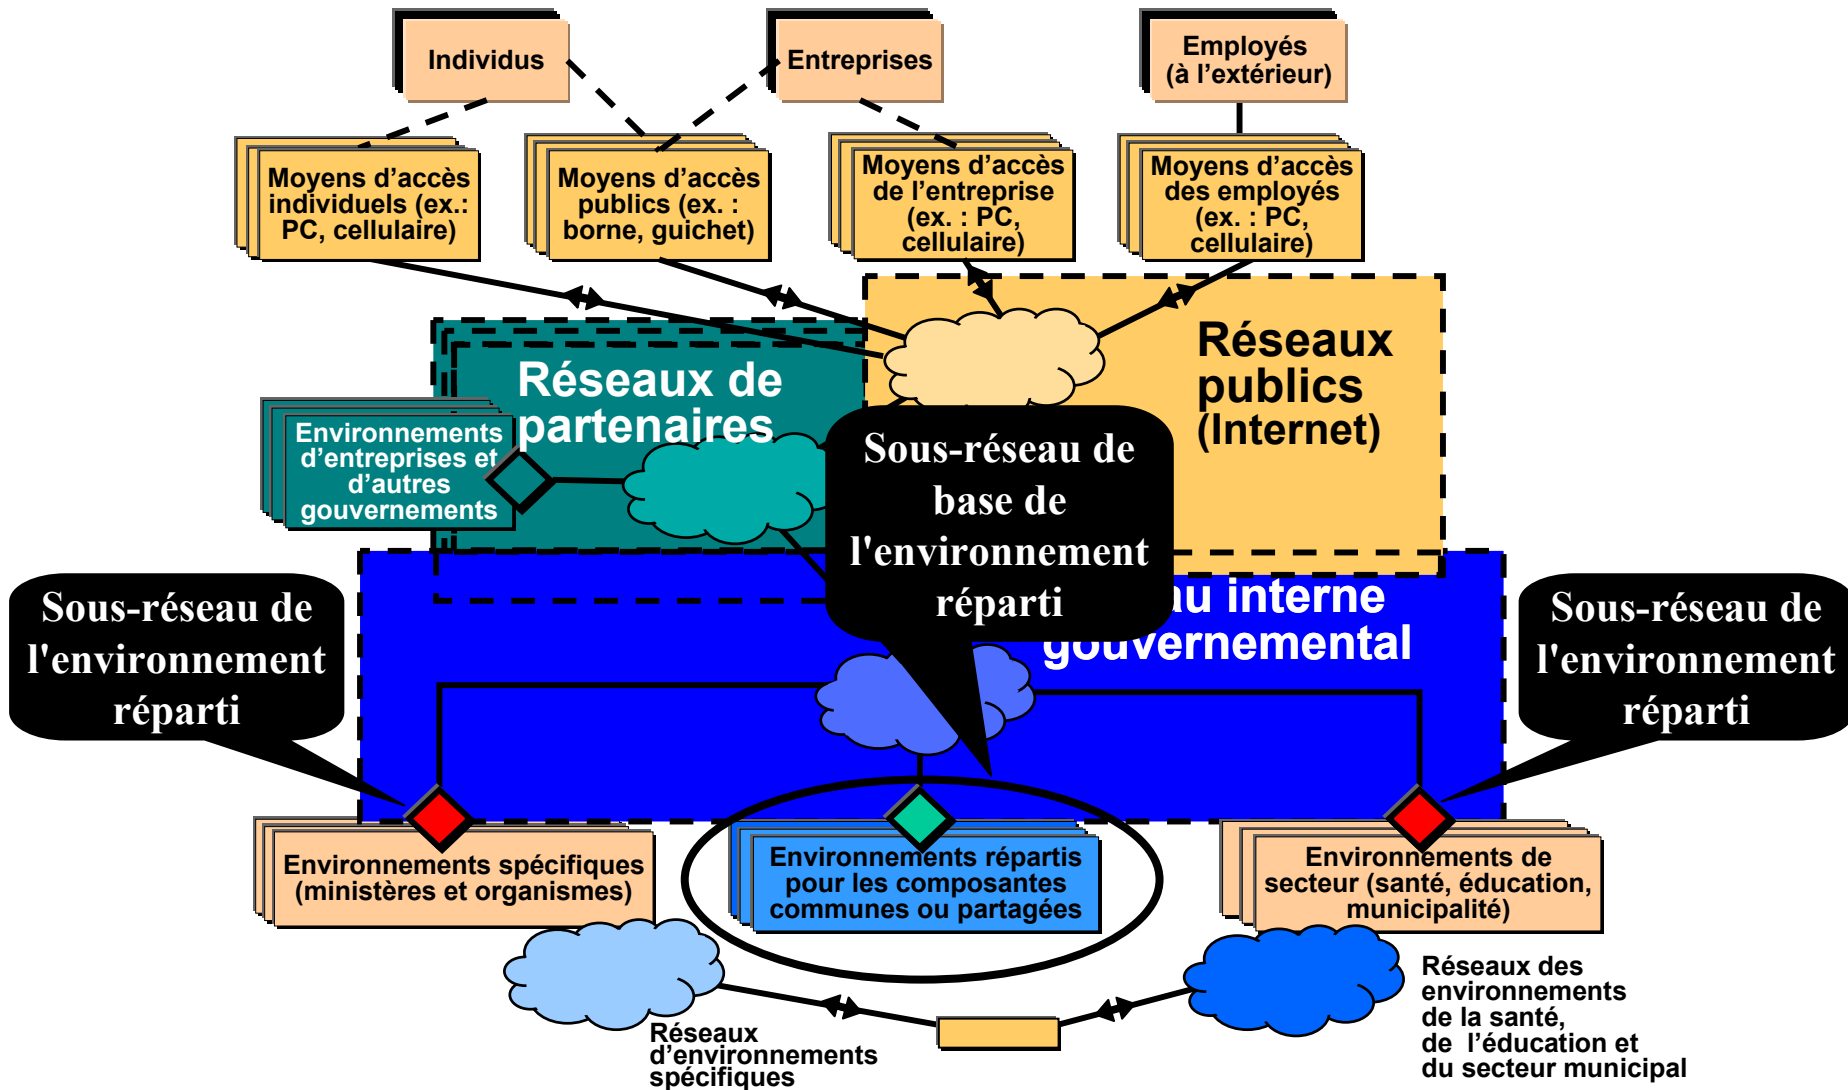 Individus
Entreprises
Employés
(à l'extérieur)
Moyens d'accès
individuels (ex.:
PC, cellulaire)
Moyens d'accès
publics (ex. :
borne, guichet)
Moyens d'accès
de l'entreprise
(ex. : PC,
cellulaire)
Moyens d'accès
des employés
(ex. : PC,
cellulaire)
Réseaux de
partenaires
Réseaux
publics
(Internet)
Environnements
d'entreprises et
d'autres
gouvernements
Sous-réseau de
base de
l'environnement
réparti
au interne
gouvernemental
Sous-réseau de
l'environnement
réparti
Sous-réseau de
l'environnement
réparti
Environnements spécifiques
(ministères et organismes)
Environnements répartis
pour les composantes
communes ou partagées
Environnements de
secteur (santé, éducation,
municipalité)
Réseaux
d'environnements
spécifiques
Réseaux des
environnements
de la santé,
de l'éducation et
du secteur municipal